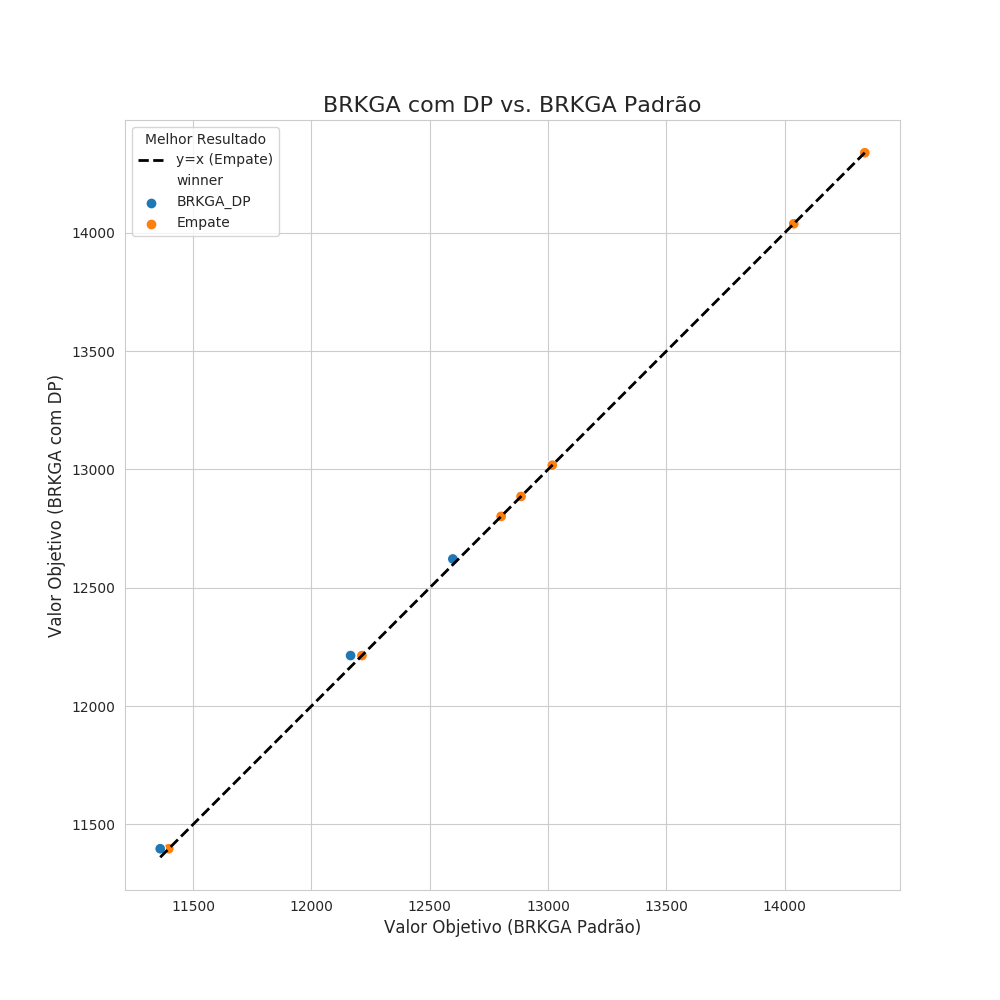 BRKGA com DP vs. BRKGA Padrão
Melhor Resultado
y=x (Empate)
winner
BRKGA_DP
Empate
Valor Objetivo (BRKGA com DP)
14000
13500
13000
12500
12000
11500
11500 12000 12500 13000 13500 14000
Valor Objetivo (BRKGA Padrão)